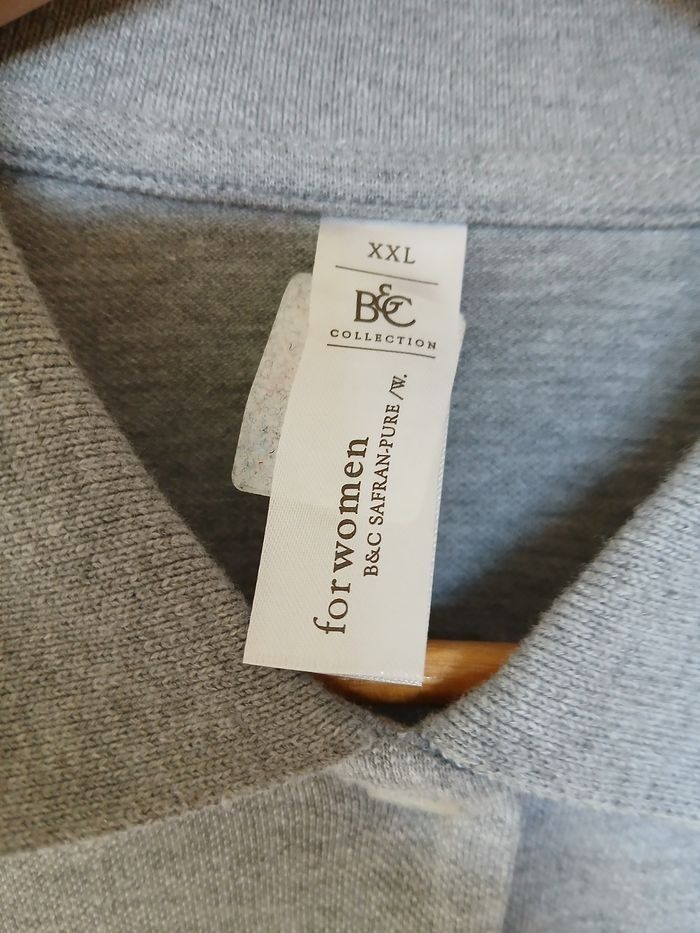 XXL
B&C
COLLECTION
for women
B&C SAFRAN-PURE /W.